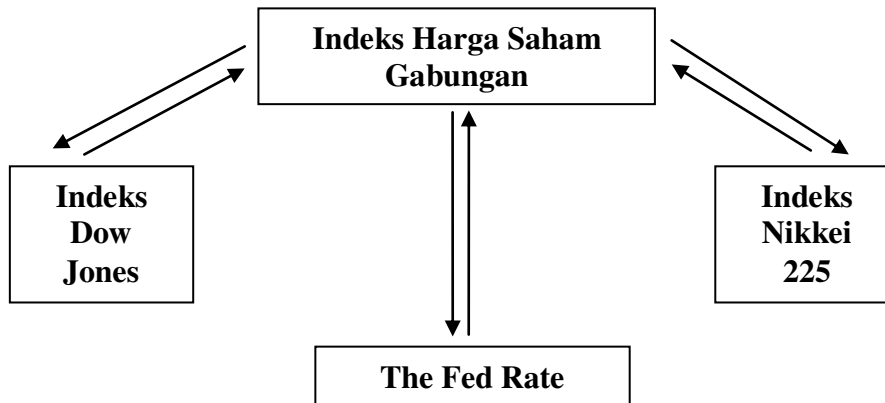 Indeks Harga Saham
Gabungan
Indeks
Dow
Jones
Indeks
Nikkei
225
The Fed Rate